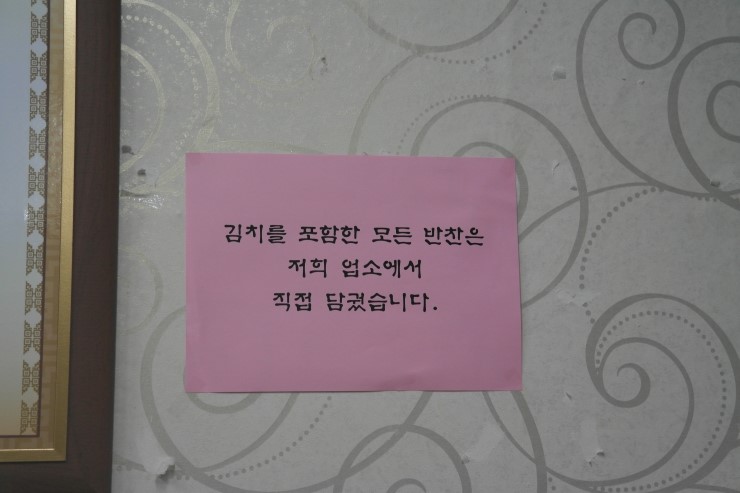 김치를 포함한 모든 반찬은
저희 업소에서
직접 담궜습니다.